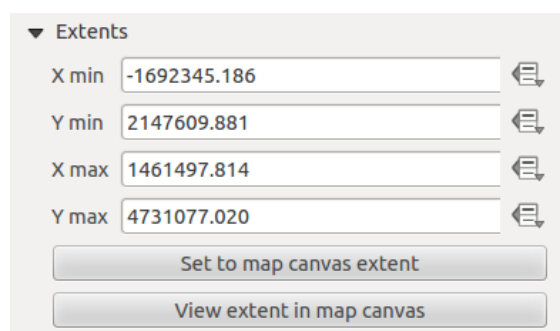 Extents
X min -1692345.186
Y min 2147609.881
X max 1461497.814
Y max 4731077.020
Set to map canvas extent
View extent in map canvas